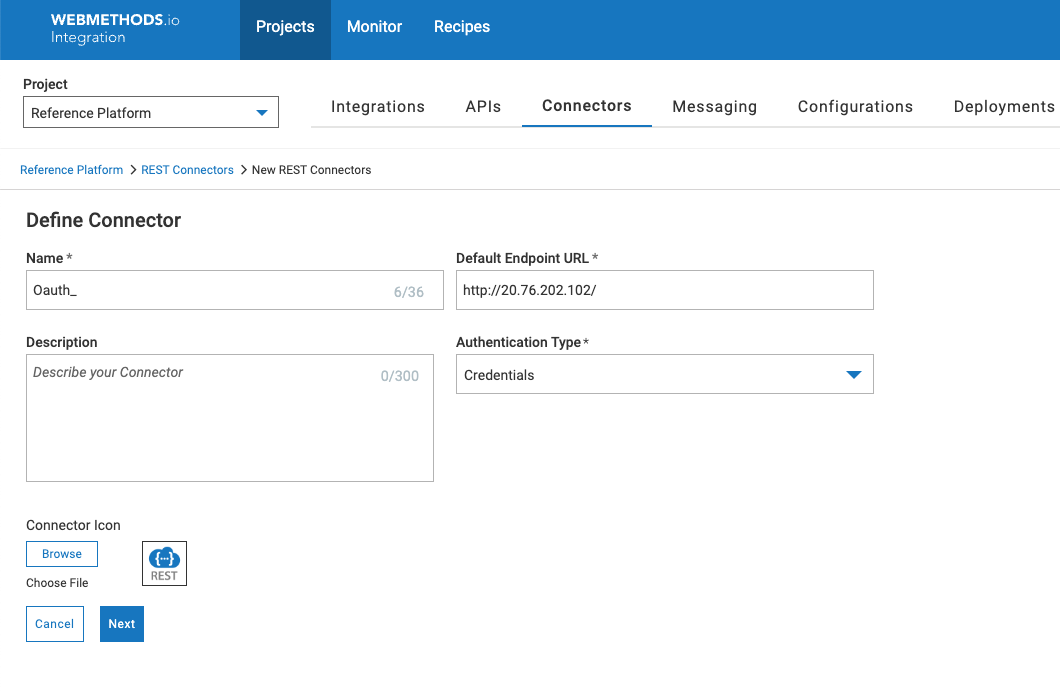 WEBMETHODS.io
Integration
Projects
Monitor
Recipes
Project
Reference Platform
Integrations
APIs
Connectors
Messaging
Configurations
Deployments
Reference Platform > REST Connectors > New REST Connectors
Define Connector
Name *
Default Endpoint URL *
Oauth_
6/36
http://20.76.202.102/
Description
Authentication Type *
Describe your Connector
0/300
Credentials
Connector Icon
Browse
{···}
REST
Choose File
Cancel
Next